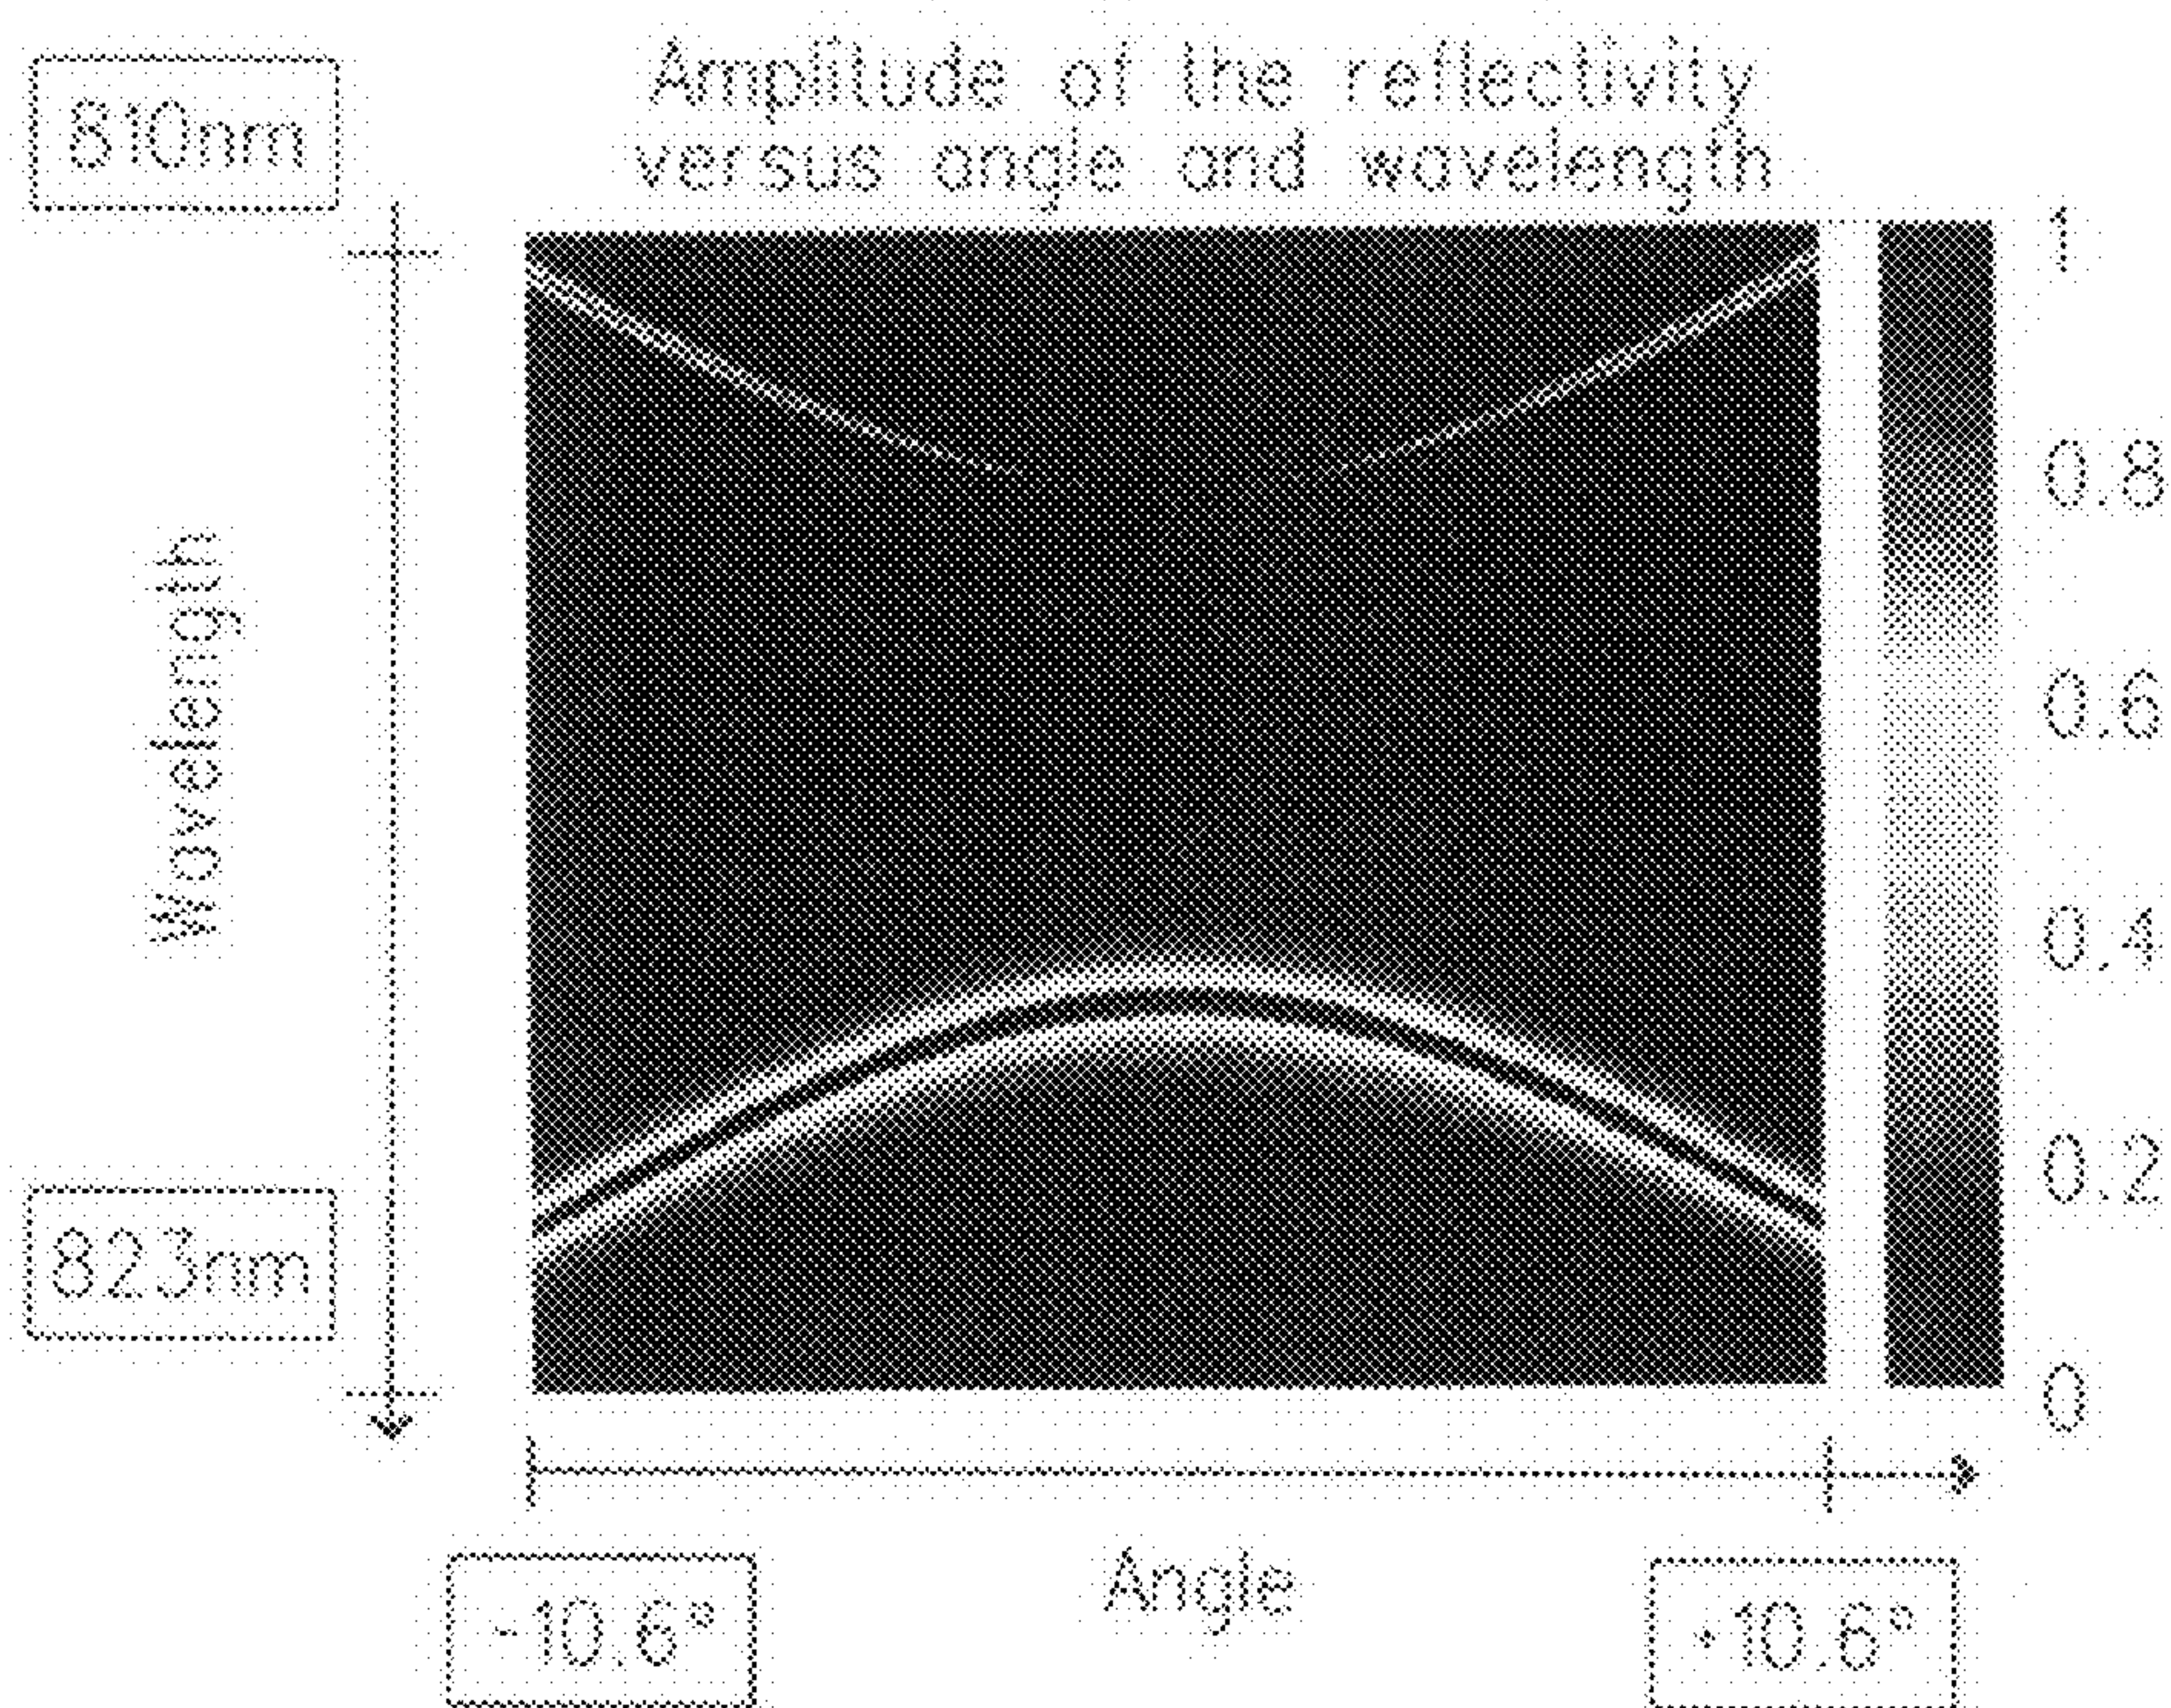 Amplitude of the reflectivity
versus angle and wavelength
810nm
Wavelength
823nm
1
0.8
0.6
0.4
0.2
0
Angle
-10.6°
+10.6°